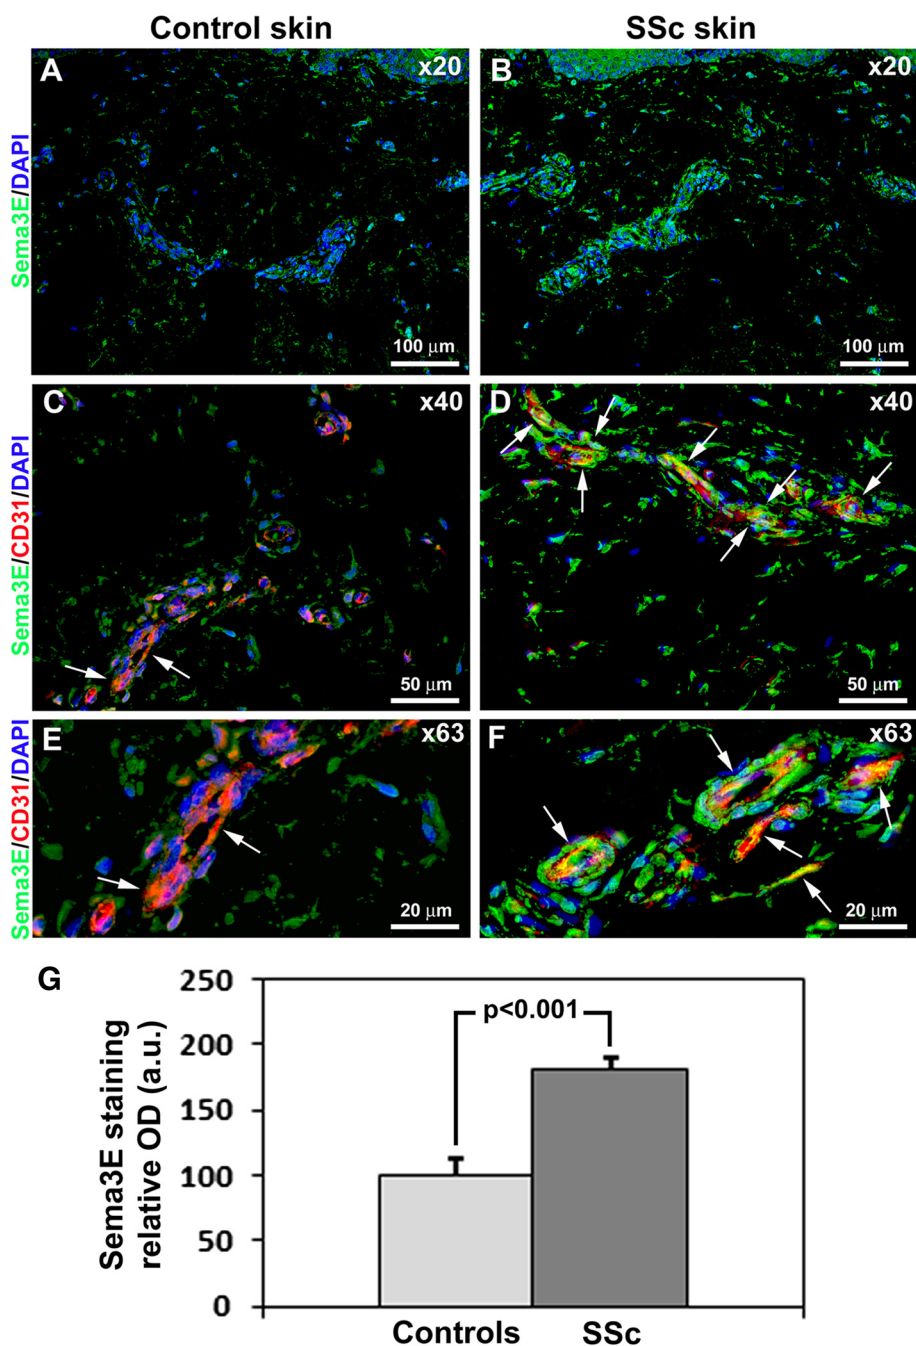 Control skin
SSc skin
A
x20
B
x20
Sema3E/DAPI
100 µm
100 µm
C
x40
D
x40
Sema3E/CD31/DAPI
50 µm
50 µm
E
x63
F
x63
Sema3E/CD31/DAPI
20 µm
20 µm
G
Sema3E staining
relative OD (a.u.)
250
200
150
100
50
0
p<0.001
Controls
SSc